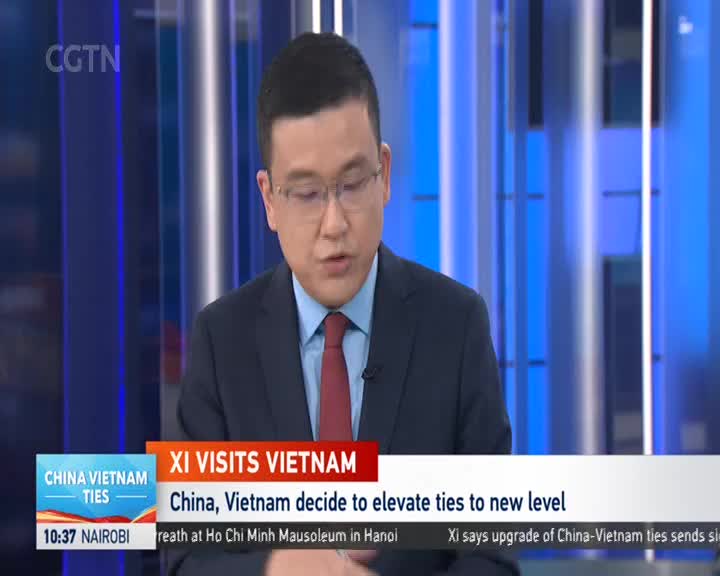 CGTN
XI VISITS VIETNAM
CHINA VIETNAM
TIES
China, Vietnam decide to elevate ties to new level
10:37 NAIROBI
reath at Ho Chi Minh Mausoleum in Hanoi Xi says upgrade of China-Vietnam ties sends